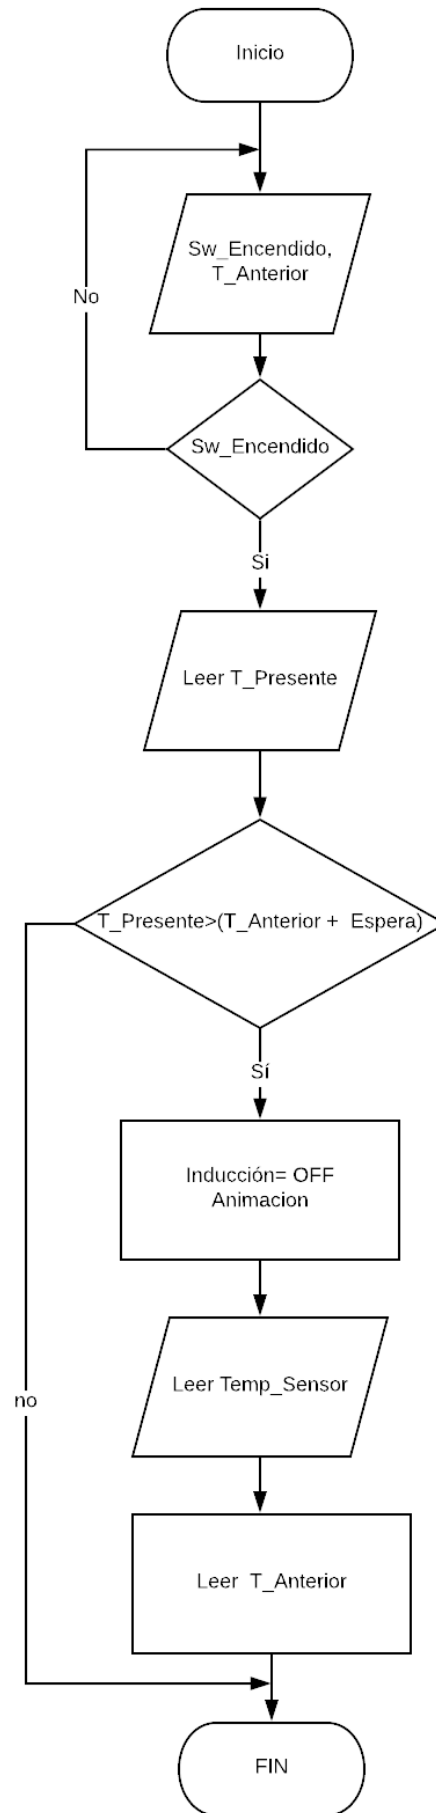 Inicio
Sw_Encendido,
T_Anterior
No
Sw_Encendido
Si
Leer T_Presente
T_Presente>(T_Anterior + Espera)
Sí
Inducción= OFF
Animacion
Leer Temp_Sensor
no
Leer T_Anterior
FIN